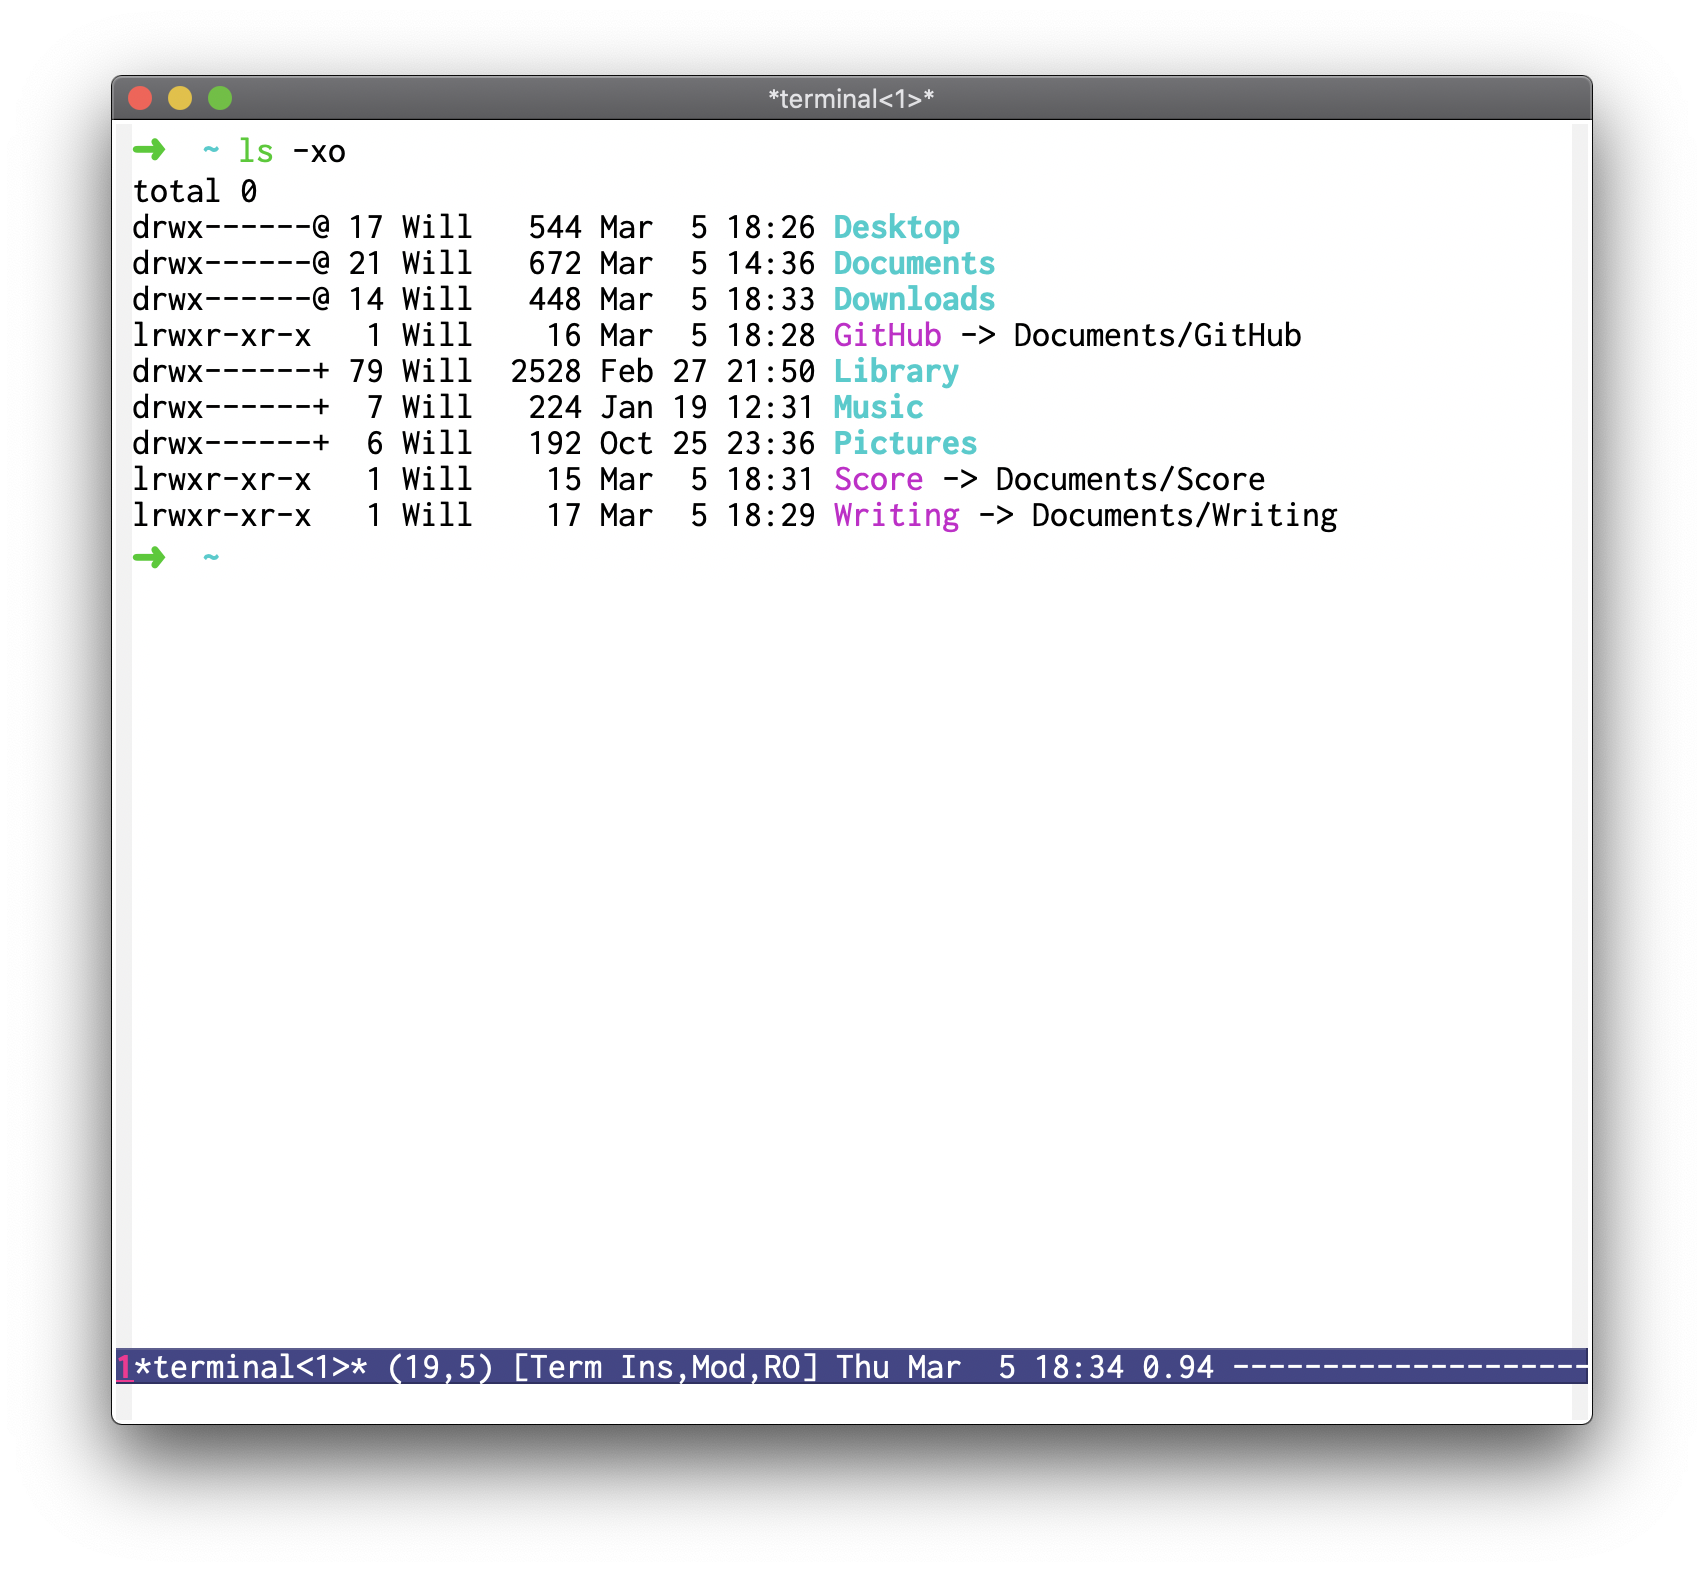 *terminal<1>*
➜  ~ ls -xo
total 0
drwx------@ 17 Will   544 Mar  5 18:26 Desktop
drwx------@ 21 Will   672 Mar  5 14:36 Documents
drwx------@ 14 Will   448 Mar  5 18:33 Downloads
lrwxr-xr-x   1 Will    16 Mar  5 18:28 GitHub -> Documents/GitHub
drwx------+ 79 Will  2528 Feb 27 21:50 Library
drwx------+  7 Will   224 Jan 19 12:31 Music
drwx------+  6 Will   192 Oct 25 23:36 Pictures
lrwxr-xr-x   1 Will    15 Mar  5 18:31 Score -> Documents/Score
lrwxr-xr-x   1 Will    17 Mar  5 18:29 Writing -> Documents/Writing
➜  ~
1*terminal<1>* (19,5) [Term Ins,Mod,RO] Thu Mar  5 18:34 0.94 --------------------